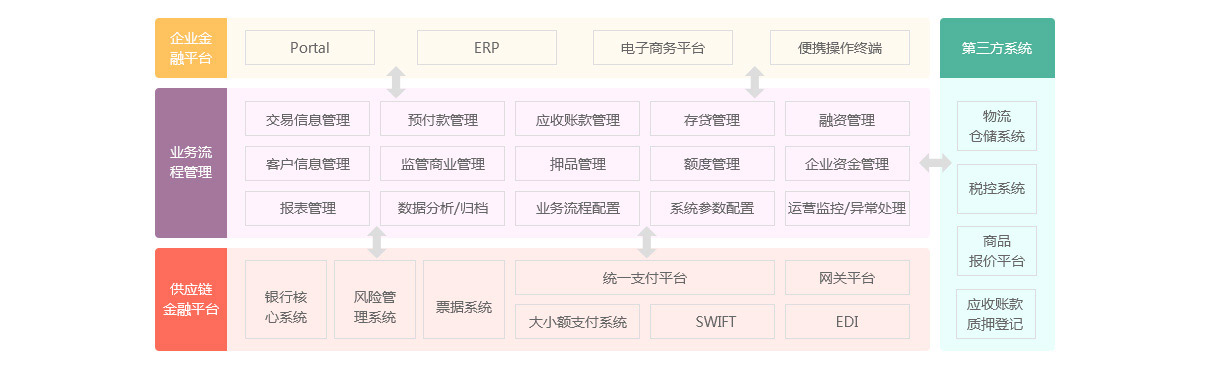 企业金
融平台
Portal
ERP
电子商务平台
便携操作终端
第三方系统
业务流
程管理
交易信息管理
预付款管理
应收账款管理
存贷管理
融资管理
客户信息管理
监管商业管理
押品管理
额度管理
企业资金管理
报表管理
数据分析/归档
业务流程配置
系统参数配置
运营监控/异常处理
物流
仓储系统
税控系统
商品
报价平台
应收账款
质押登记
供应链
金融平台
银行核
心系统
风险管
理系统
票据系统
统一支付平台
网关平台
大小额支付系统
SWIFT
EDI